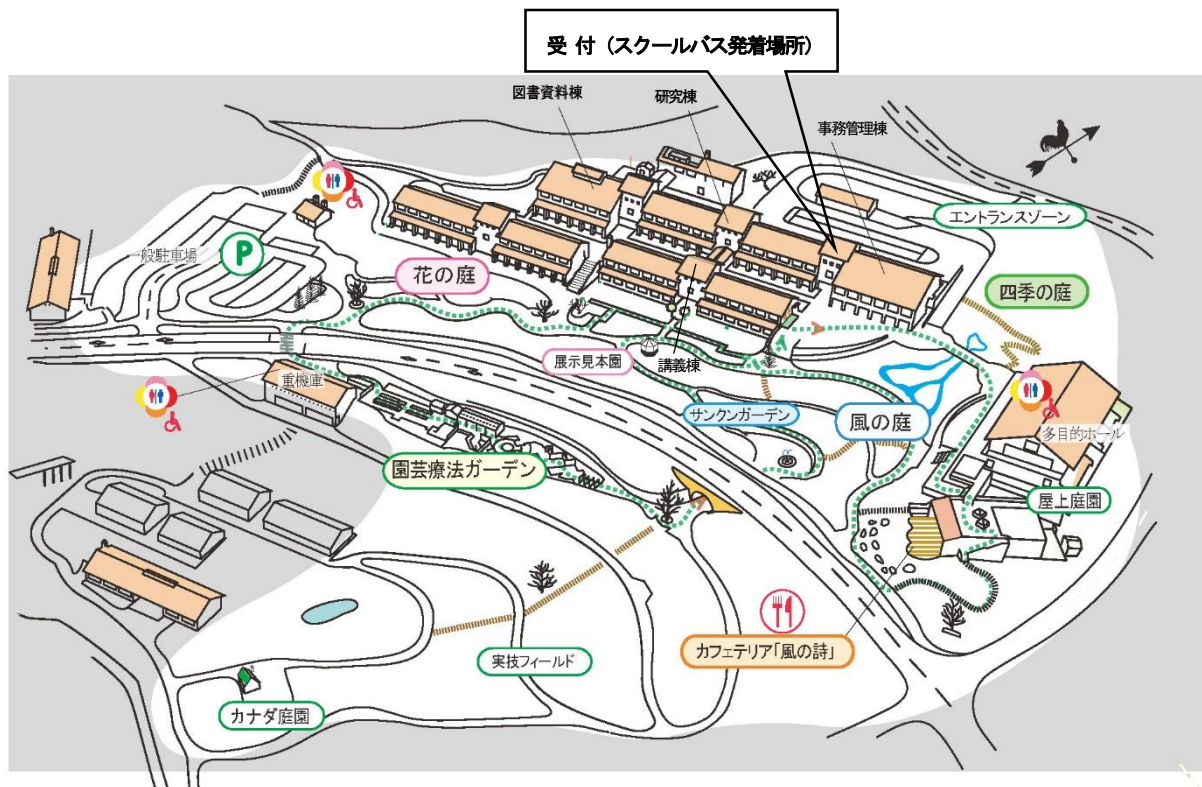 受 付（スクールバス発着場所）
図書資料棟
研究棟
事務管理棟
エントランスゾーン
一般駐車場
P
花の庭
四季の庭
展示見本園
講義棟
重機庫
サンクンガーデン
風の庭
多目的ホール
園芸療法ガーデン
屋上庭園
カフェテリア「風の詩」
実技フィールド
カナダ庭園